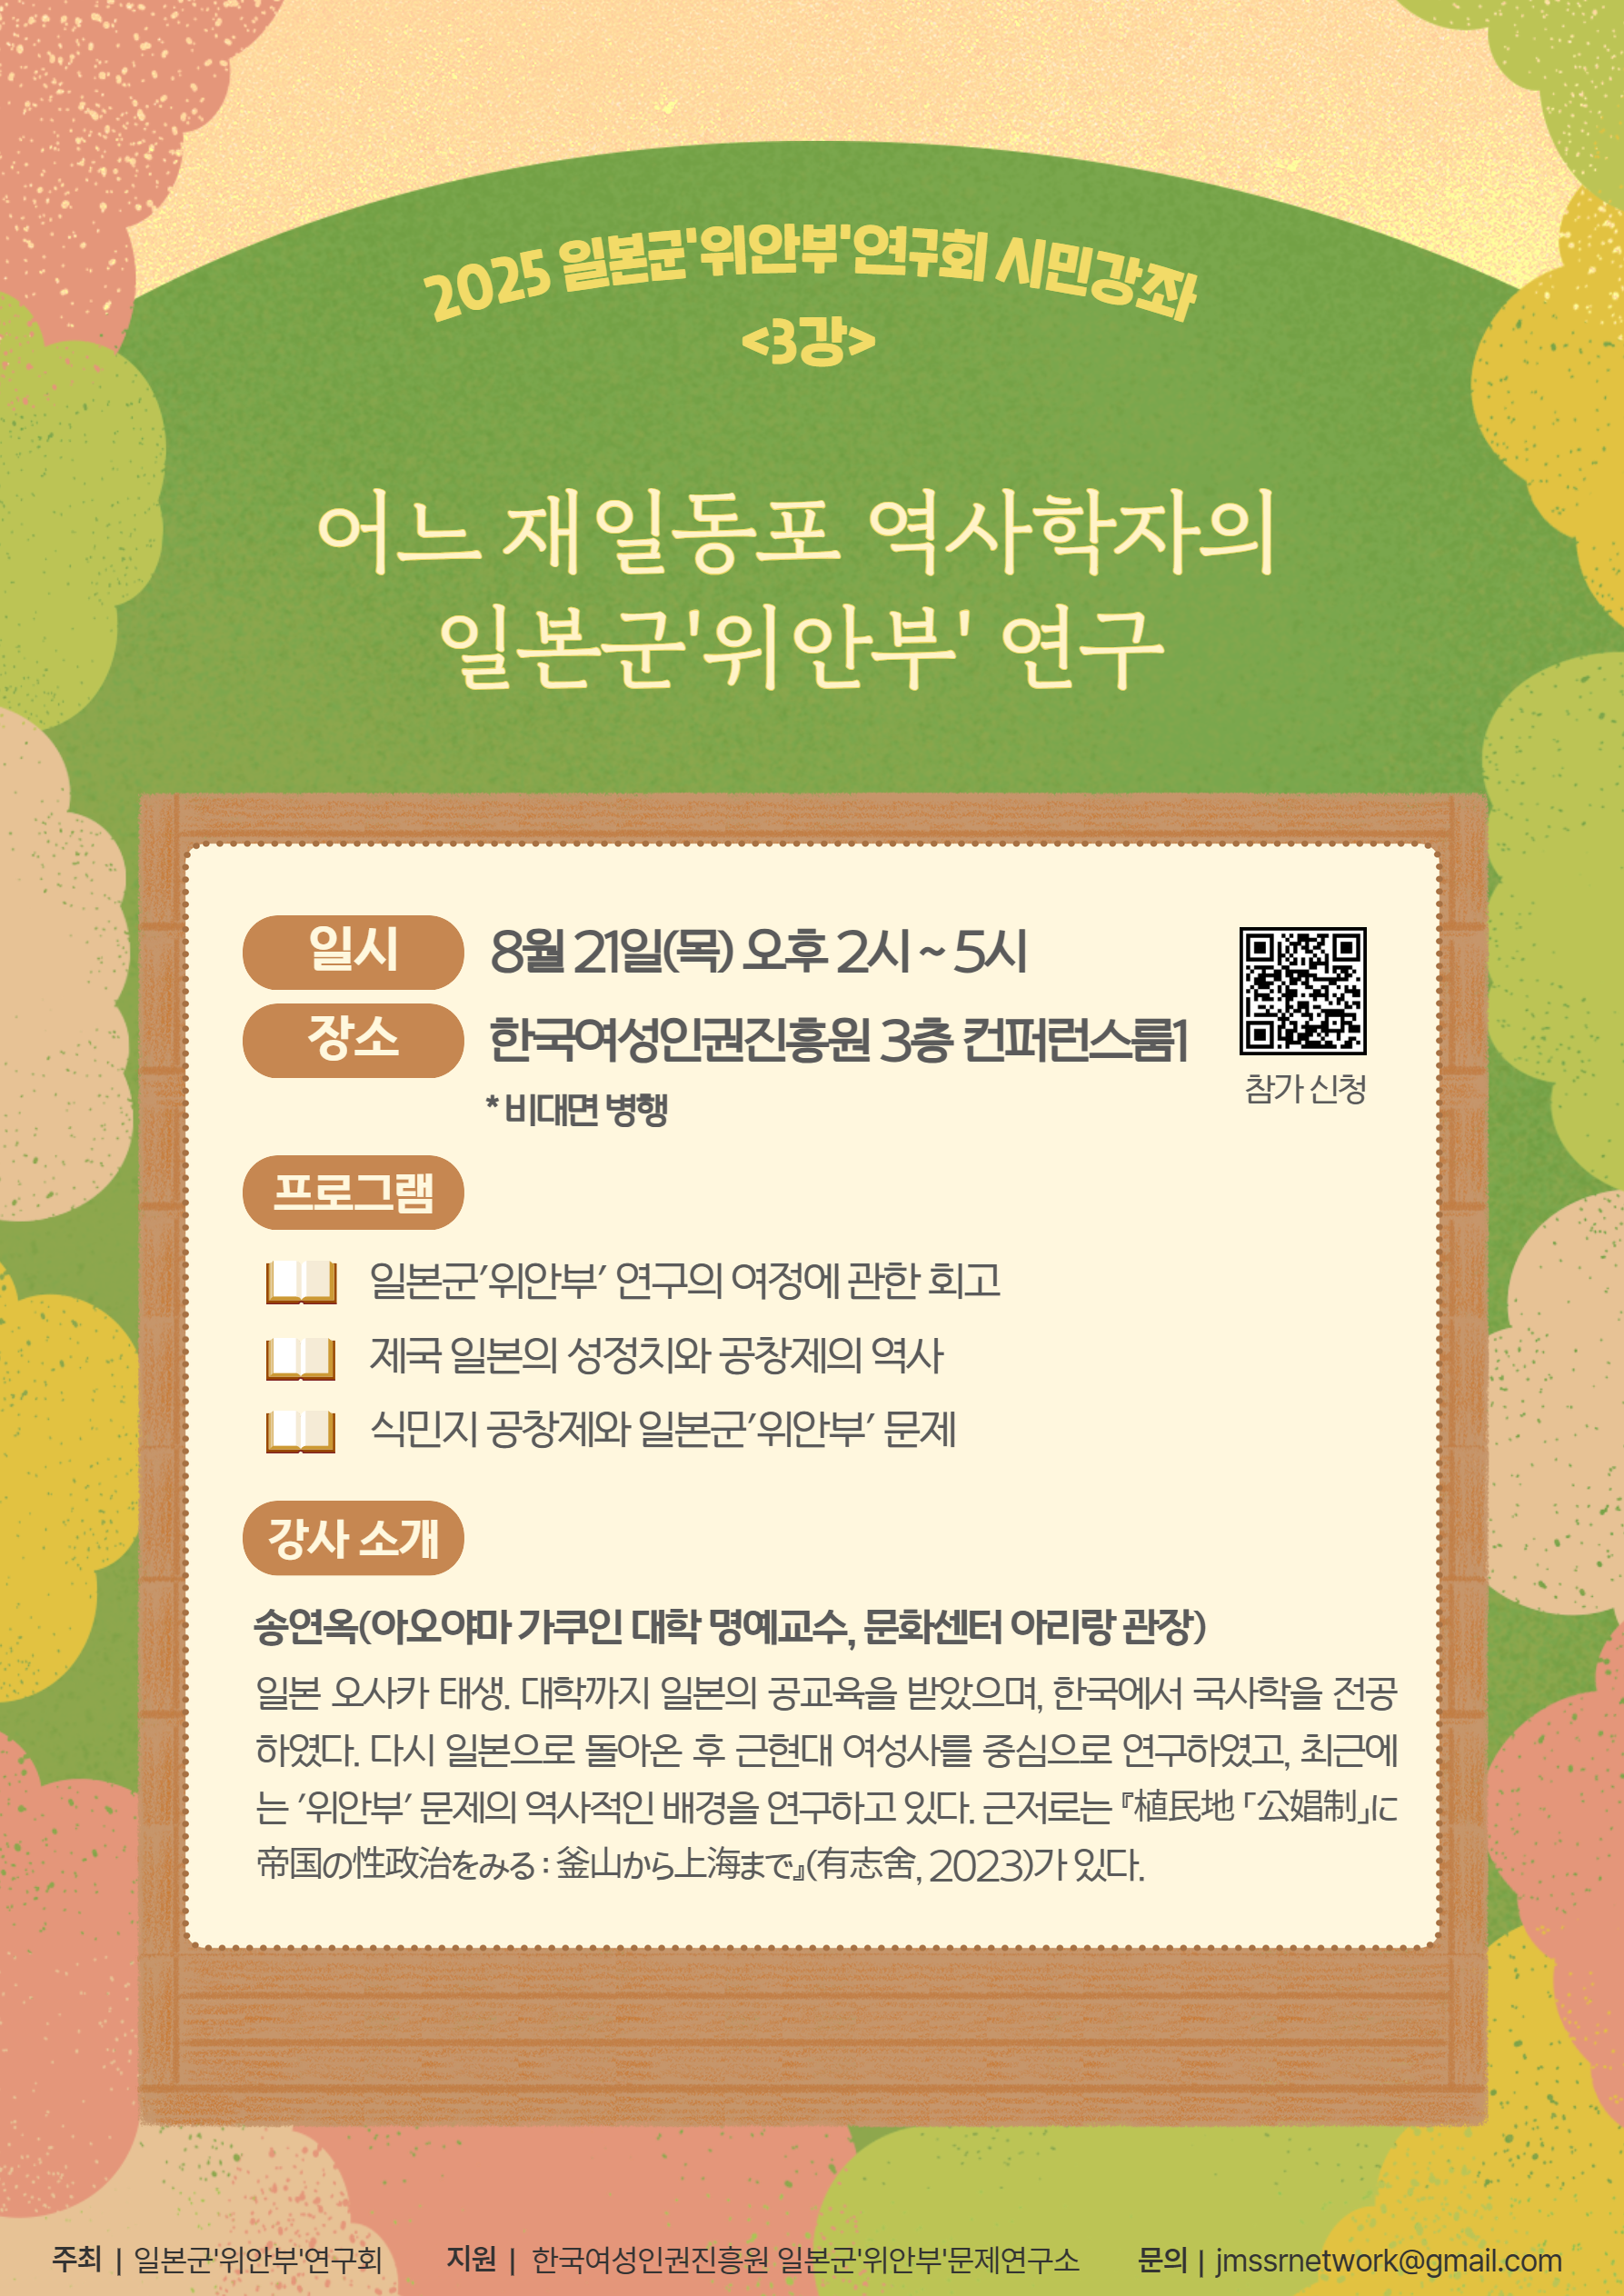 2025 일본군'위안부'연구회 시민강좌
<3강>
어느 재일동포 역사학자의
일본군'위안부' 연구
일시 8월 21일(목) 오후 2시 ~ 5시
장소 한국여성인권진흥원 3층 컨퍼런스룸1
* 비대면 병행
참가 신청
프로그램
일본군'위안부' 연구의 여정에 관한 회고
제국 일본의 성정치와 공창제의 역사
식민지 공창제와 일본군'위안부' 문제
강사 소개
송연옥(아오야마 가쿠인 대학 명예교수, 문화센터 아리랑 관장)
일본 오사카 태생. 대학까지 일본의 공교육을 받았으며, 한국에서 국사학을 전공
하였다. 다시 일본으로 돌아온 후 근현대 여성사를 중심으로 연구하였고, 최근에
는 '위안부' 문제의 역사적인 배경을 연구하고 있다. 근저로는 『植民地「公娼制」に
帝国の性政治をみる : 釜山から上海まで』(有志舍, 2023)가 있다.
주최 | 일본군'위안부'연구회 지원 | 한국여성인권진흥원 일본군'위안부'문제연구소 문의 | jmssrnetwork@gmail.com